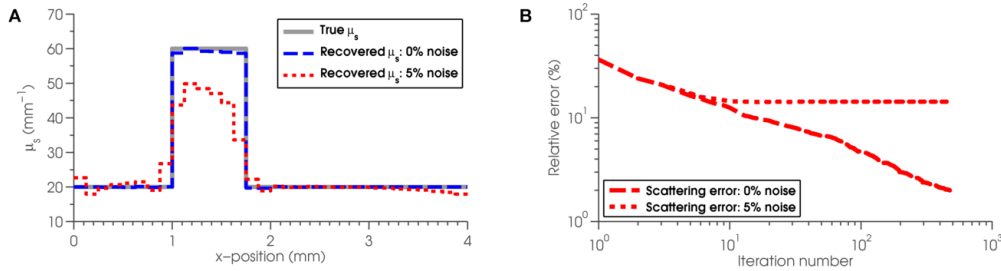 A
70
60
50
40
30
20
10
μs (mm⁻¹)
True μs
Recovered μs: 0% noise
Recovered μs: 5% noise
0
1
2
3
4
x-position (mm)
B
10²
10¹
10⁰
Relative error (%)
Scattering error: 0% noise
Scattering error: 5% noise
10⁰
10¹
10²
10³
Iteration number